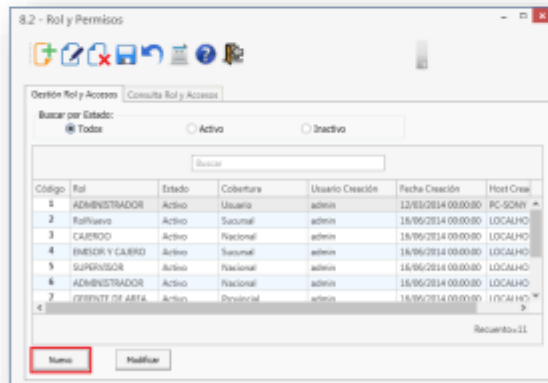 8.2 - Rol y Permisos
Gestión Rol y Accesos Consulta Rol y Accesos
Buscar por Estado:
Todos Activo Inactivo
Buscar
Código Rol Estado Cobertura Usuario Creación Fecha Creación Host Crea
1 ADMINISTRADOR Activo Usuario admin 12/03/2014 00:00:00 PC-SONY
2 RolNuevo Activo Sucursal admin 16/06/2014 00:00:00 LOCALHO
3 CAJEROO Activo Nacional admin 16/06/2014 00:00:00 LOCALHO
4 EMISOR Y CAJERO Activo Sucursal admin 16/06/2014 00:00:00 LOCALHO
5 SUPERVISOR Activo Nacional admin 16/06/2014 00:00:00 LOCALHO
6 ADMINISTRADOR Activo Nacional admin 16/06/2014 00:00:00 LOCALHO
7 GERENTE DE AREA Activo Provincial admin 16/06/2014 00:00:00 LOCALHO
Recuento=11
Nuevo Modificar